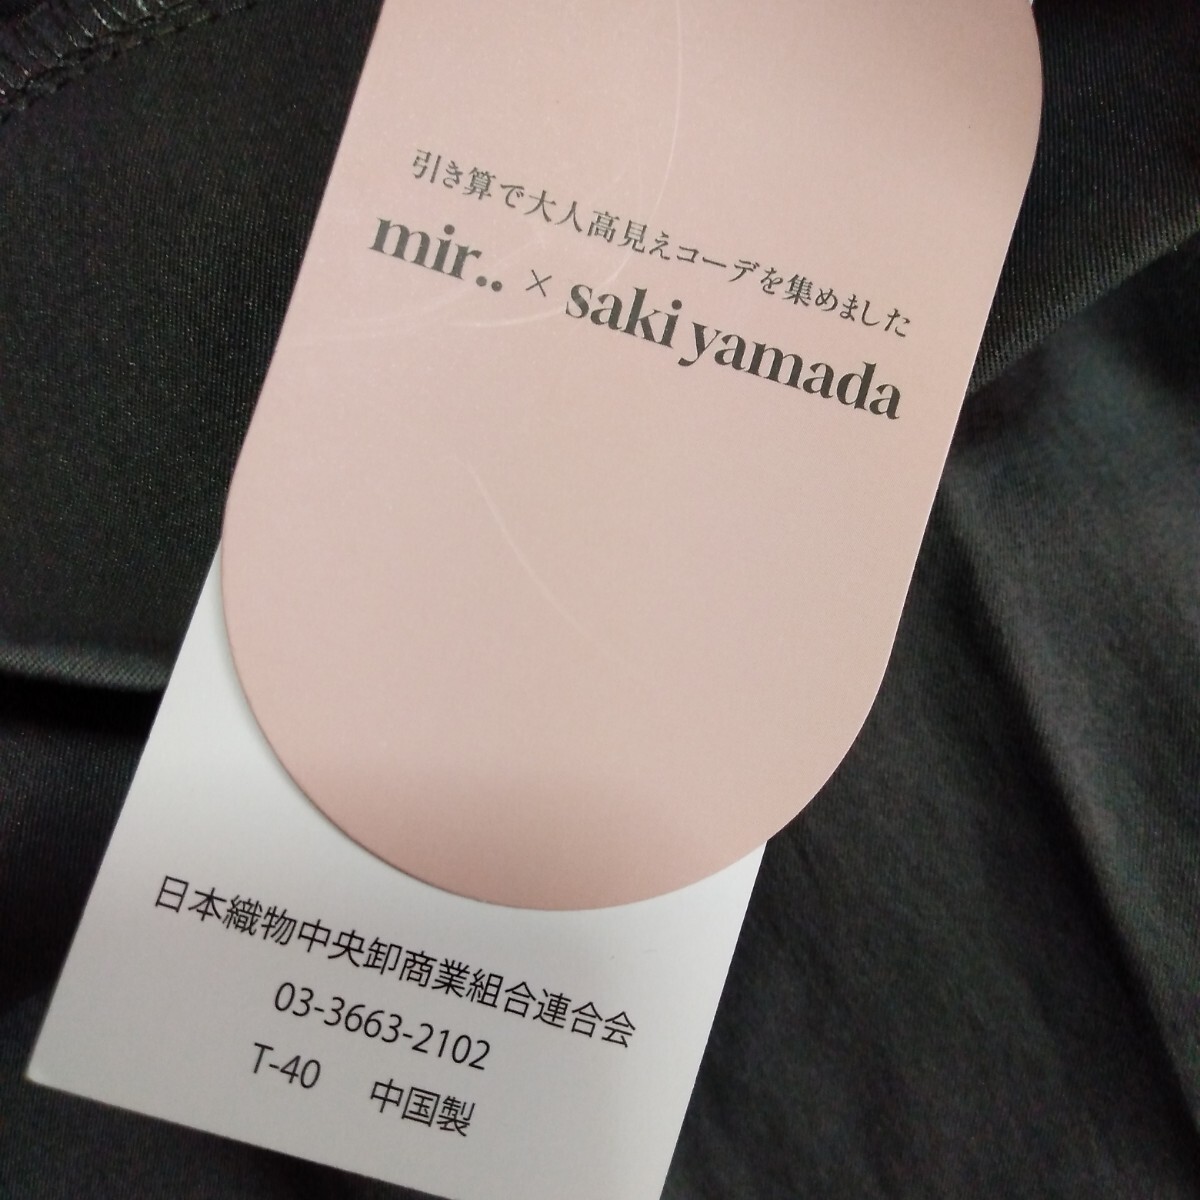 引き算で大人高見えコーデを集めました
mir.. × saki yamada
日本織物中央卸商業組合連合会
03-3663-2102
T-40 中国製